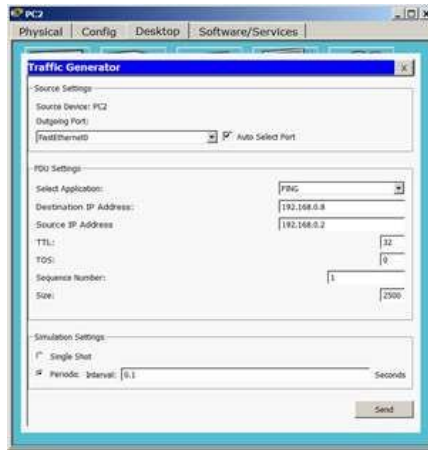 PC2
Physical Config Desktop Software/Services
Traffic Generator X
Source Settings
Source Device: PC2
Outgoing Port:
FastEthernet0 Auto Select Port
PDU Settings
Select Application: PING
Destination IP Address: 192.168.0.8
Source IP Address 192.168.0.2
TTL: 32
TOS: 0
Sequence Number: 1
Size: 2500
Simulation Settings
Single Shot
Periodic Interval: 0.1 Seconds
Send